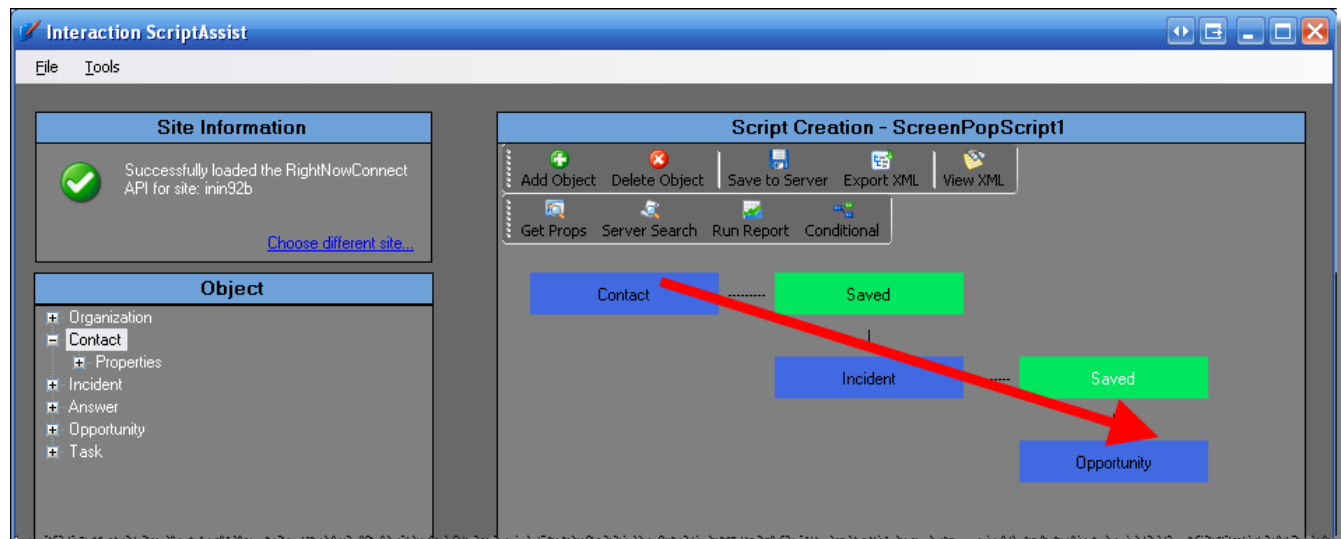 Interaction ScriptAssist
File Tools
Site Information
Successfully loaded the RightNowConnect
API for site: inin92b
Choose different site...
Object
Organization
Contact
Properties
Incident
Answer
Opportunity
Task
Script Creation - ScreenPopScript1
Add Object Delete Object Save to Server Export XML View XML
Get Props Server Search Run Report Conditional
Contact Saved
Incident Saved
Opportunity